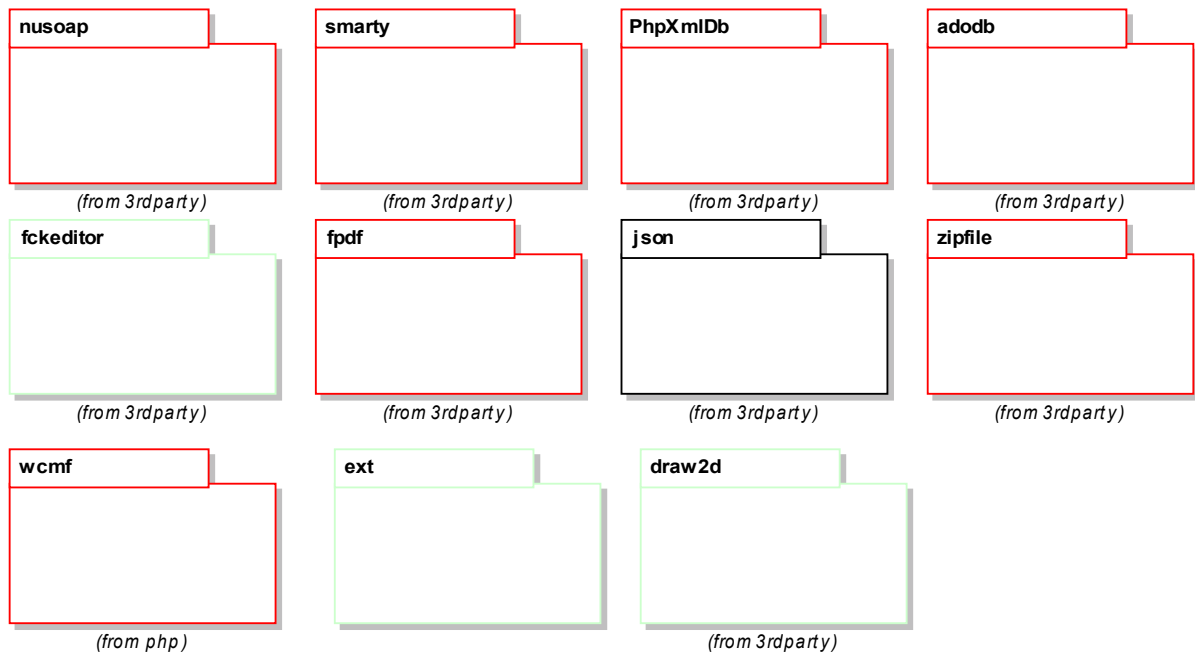 nusoap smarty PhpXmlDb adodb
(from 3rdparty) (from 3rdparty) (from 3rdparty) (from 3rdparty)
fckeditor fpdf json zipfile
(from 3rdparty) (from 3rdparty) (from 3rdparty) (from 3rdparty)
wcmf ext draw2d
(from php) (from 3rdparty)